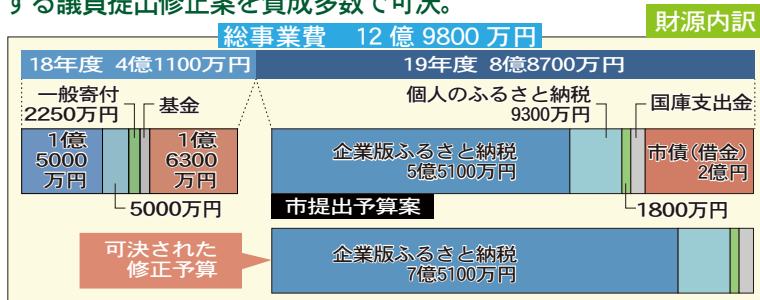 する議員提出修正案を賛成多数で可決。
財源内訳
総事業費 12億9800万円
18年度 4億1100万円
19年度 8億8700万円
一般寄付
2250万円
基金
個人のふるさと納税
9300万円
国庫支出金
1億
5000
万円
1億
6300
万円
企業版ふるさと納税
5億5100万円
市債(借金)
2億円
5000万円
市提出予算案
1800万円
可決された
修正予算
企業版ふるさと納税
7億5100万円